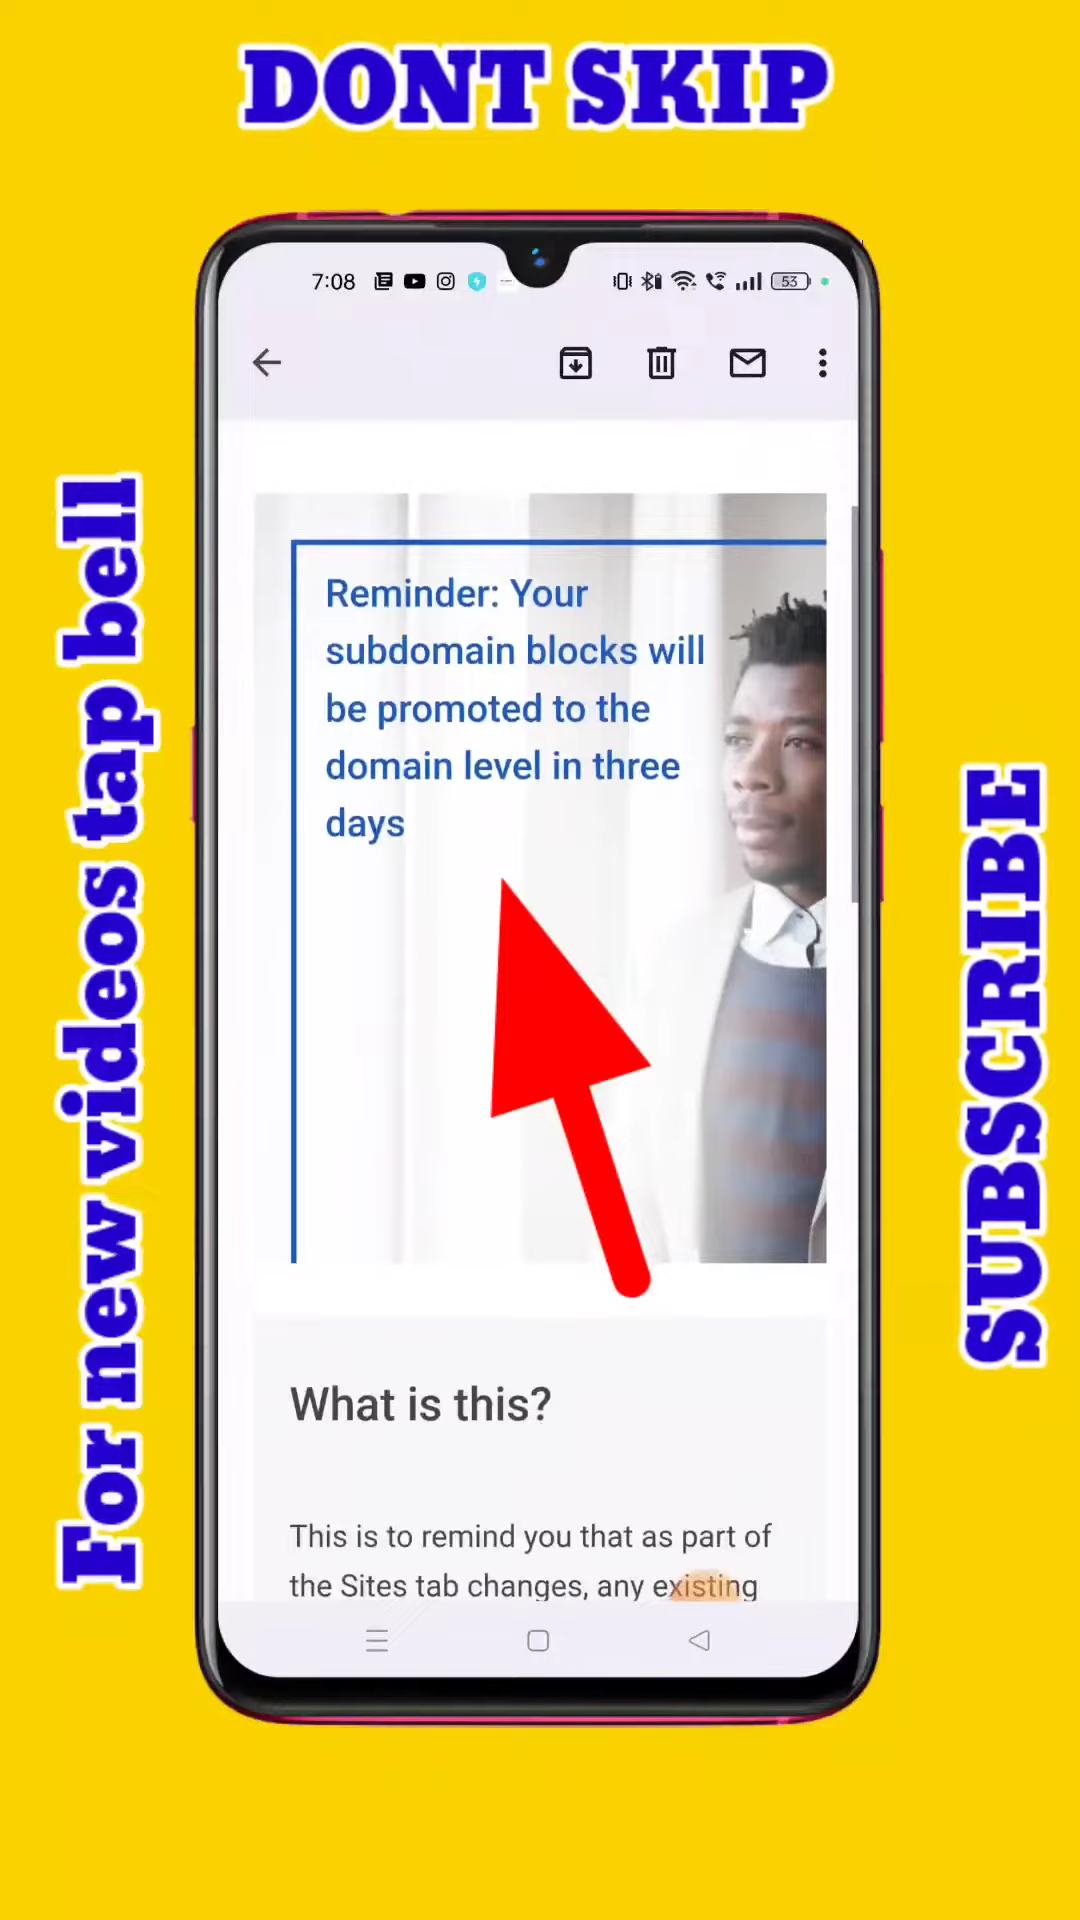 DONT SKIP
7:08
53
Reminder: Your
subdomain blocks will
be promoted to the
domain level in three
days
What is this?
This is to remind you that as part of
the Sites tab changes, any existing
For new videos tap bell
SUBSCRIBE